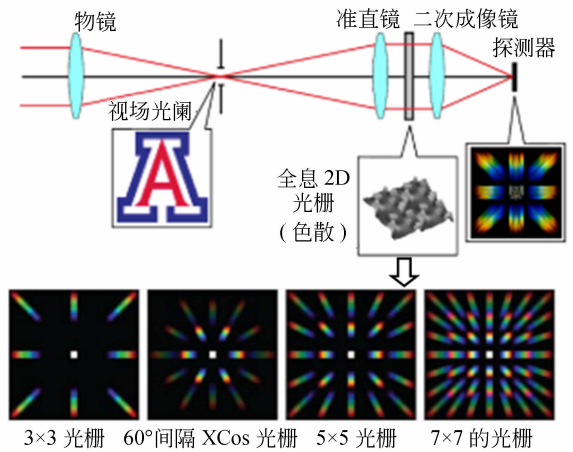 物镜
准直镜
二次成像镜
探测器
视场光阑
A
全息 2D
光栅
(色散)
3×3 光栅
60°间隔 XCos 光栅
5×5 光栅
7×7 的光栅